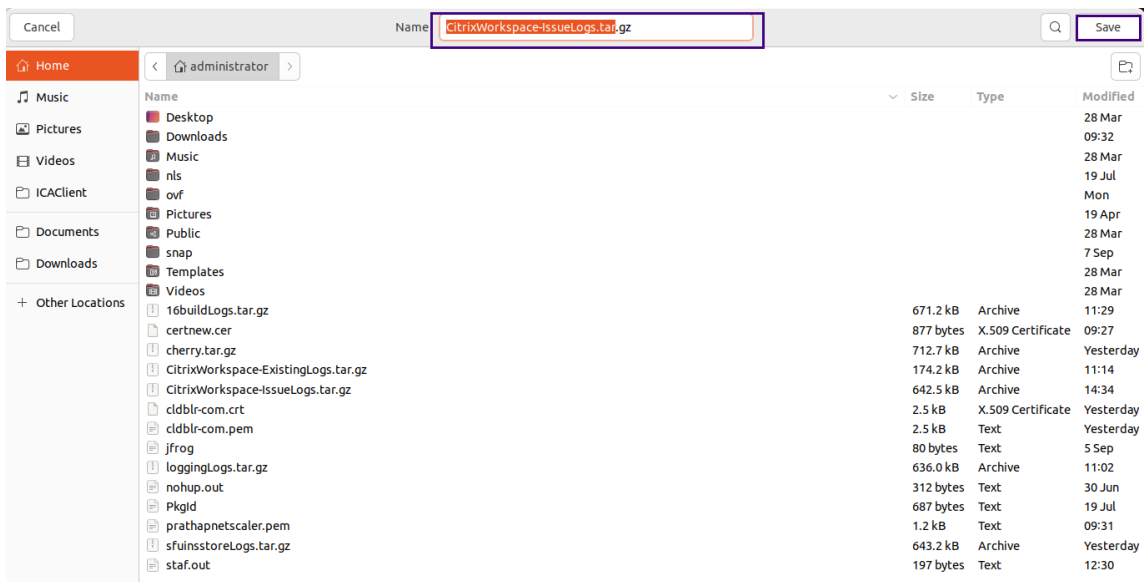 Cancel Name CitrixWorkspace-IssueLogs.tar.gz Save
Home
Music
Pictures
Videos
ICAClient
Documents
Downloads
+ Other Locations
< administrator >
Name Size Type Modified
Desktop 28 Mar
Downloads 09:32
Music 28 Mar
nls 19 Jul
ovf Mon
Pictures 19 Apr
Public 28 Mar
snap 7 Sep
Templates 28 Mar
Videos 28 Mar
16buildLogs.tar.gz 671.2 kB Archive 11:29
certnew.cer 877 bytes X.509 Certificate 09:27
cherry.tar.gz 712.7 kB Archive Yesterday
CitrixWorkspace-ExistingLogs.tar.gz 174.2 kB Archive 11:14
CitrixWorkspace-IssueLogs.tar.gz 642.5 kB Archive 14:34
cldblr-com.crt 2.5 kB X.509 Certificate Yesterday
cldblr-com.pem 2.5 kB Text Yesterday
jfrog 80 bytes Text 5 Sep
loggingLogs.tar.gz 636.0 kB Archive 11:02
nohup.out 312 bytes Text 30 Jun
PkgId 687 bytes Text 19 Jul
prathapnetscaler.pem 1.2 kB Text 09:31
sfuinsstoreLogs.tar.gz 643.2 kB Archive Yesterday
staf.out 197 bytes Text 12:30